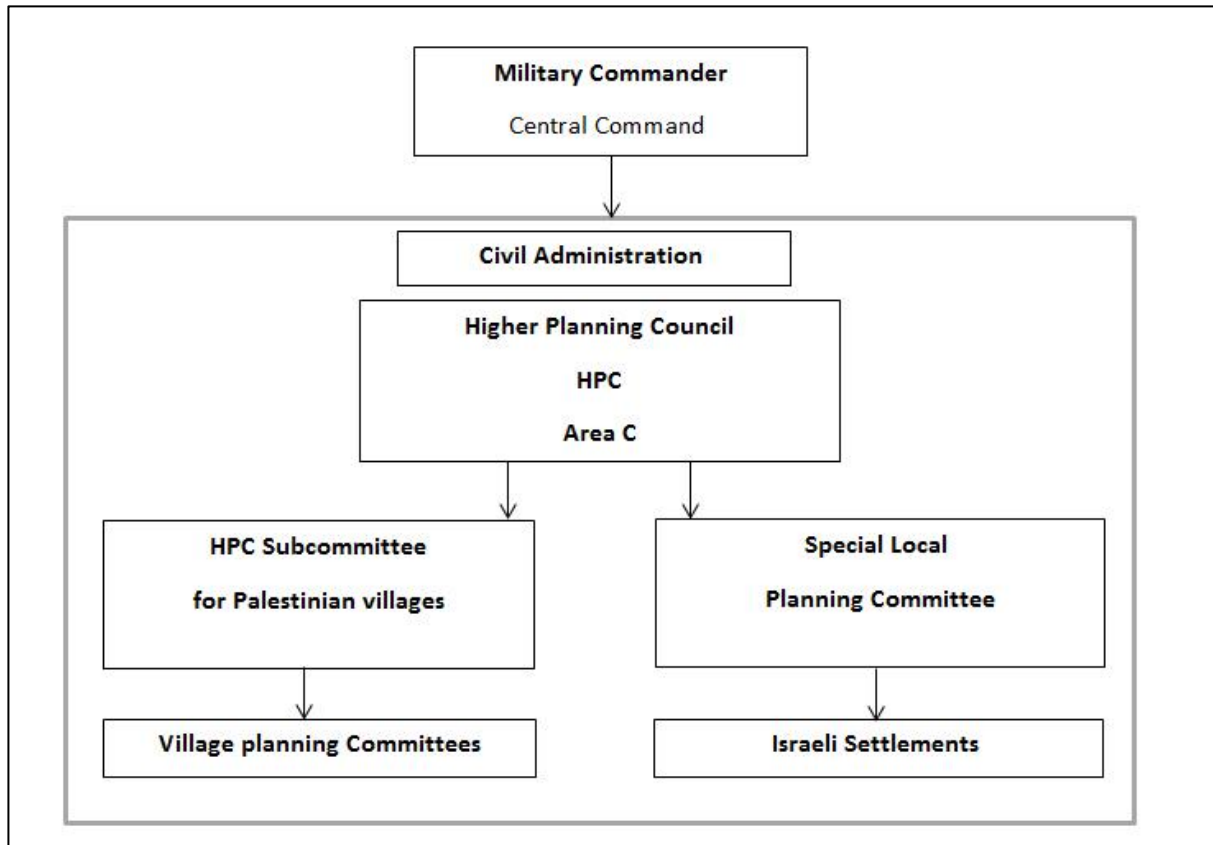 Military Commander
Central Command
Civil Administration
Higher Planning Council
HPC
Area C
HPC Subcommittee
for Palestinian villages
Special Local
Planning Committee
Village planning Committees
Israeli Settlements